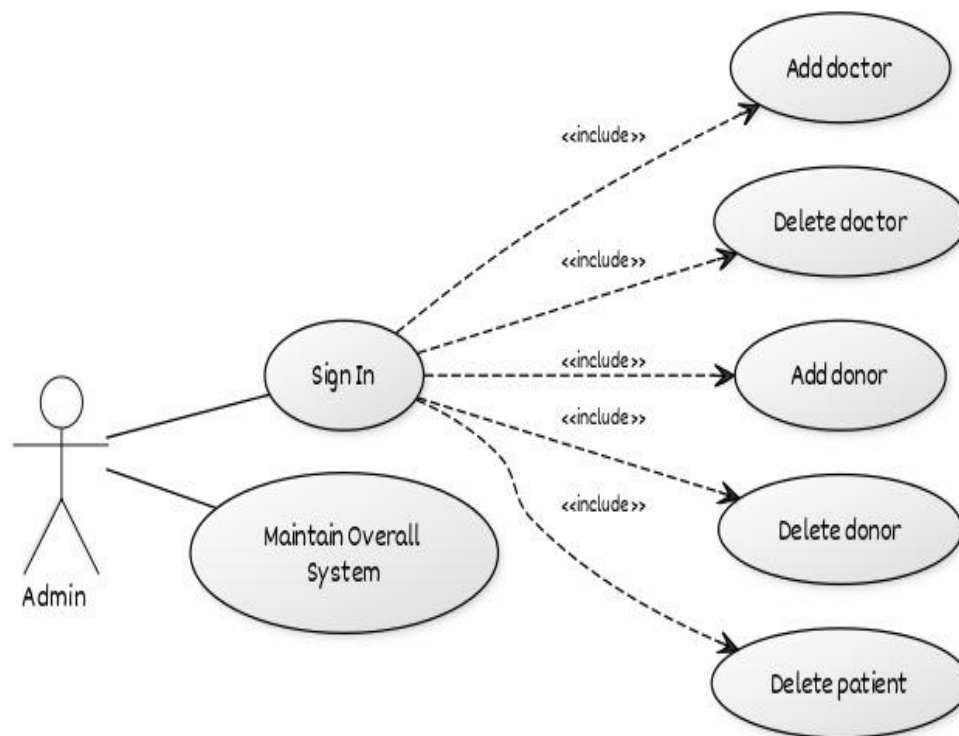 Add doctor
<<include>>
Delete doctor
<<include>>
Sign In
<<include>>
Add donor
<<include>>
Maintain Overall
System
<<include>>
Delete donor
Admin
Delete patient